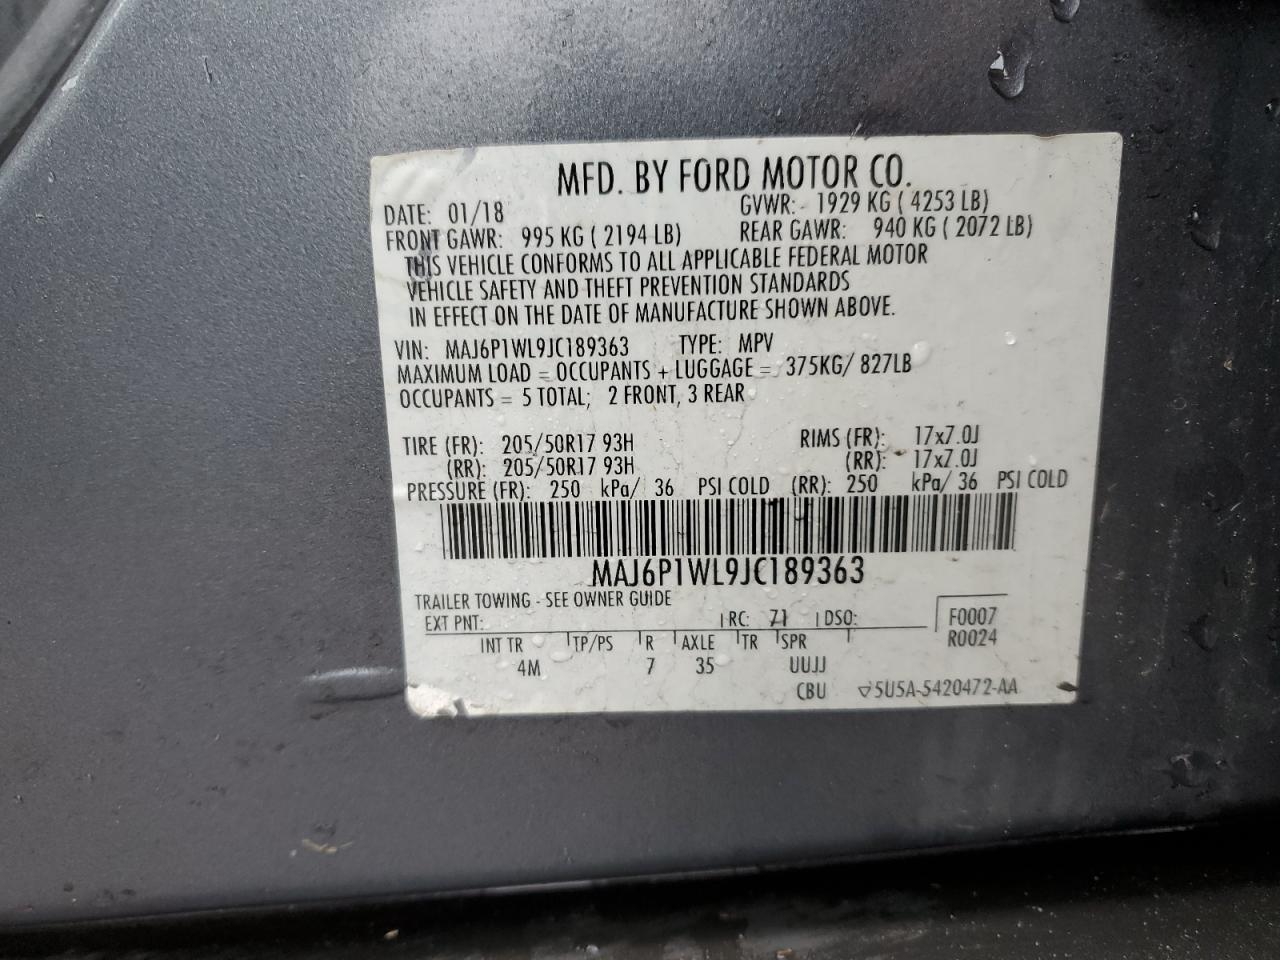 MFD. BY FORD MOTOR CO.
DATE: 01/18 GVWR: 1929 KG ( 4253 LB)
FRONT GAWR: 995 KG ( 2194 LB) REAR GAWR: 940 KG ( 2072 LB)
THIS VEHICLE CONFORMS TO ALL APPLICABLE FEDERAL MOTOR
VEHICLE SAFETY AND THEFT PREVENTION STANDARDS
IN EFFECT ON THE DATE OF MANUFACTURE SHOWN ABOVE.
VIN: MAJ6P1WL9JC189363 TYPE: MPV
MAXIMUM LOAD = OCCUPANTS + LUGGAGE = 375KG/ 827LB
OCCUPANTS = 5 TOTAL; 2 FRONT, 3 REAR
TIRE (FR): 205/50R17 93H RIMS (FR): 17x7.0J
(RR): 205/50R17 93H (RR): 17x7.0J
PRESSURE (FR): 250 kPa/ 36 PSI COLD (RR): 250 kPa/ 36 PSI COLD
MAJ6P1WL9JC189363
TRAILER TOWING - SEE OWNER GUIDE
EXT PNT: RC: 71 DSO: F0007
R0024
INT TR TP/PS R AXLE TR SPR
4M 7 35 UUJJ
CBU 5U5A-5420472-AA